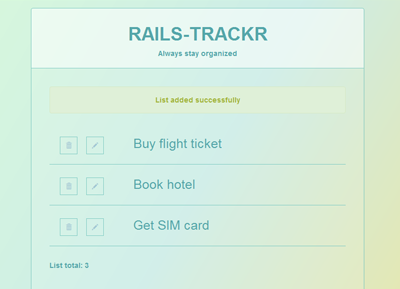 RAILS-TRACKR
Always stay organized
List added successfully
Buy flight ticket
Book hotel
Get SIM card
List total: 3